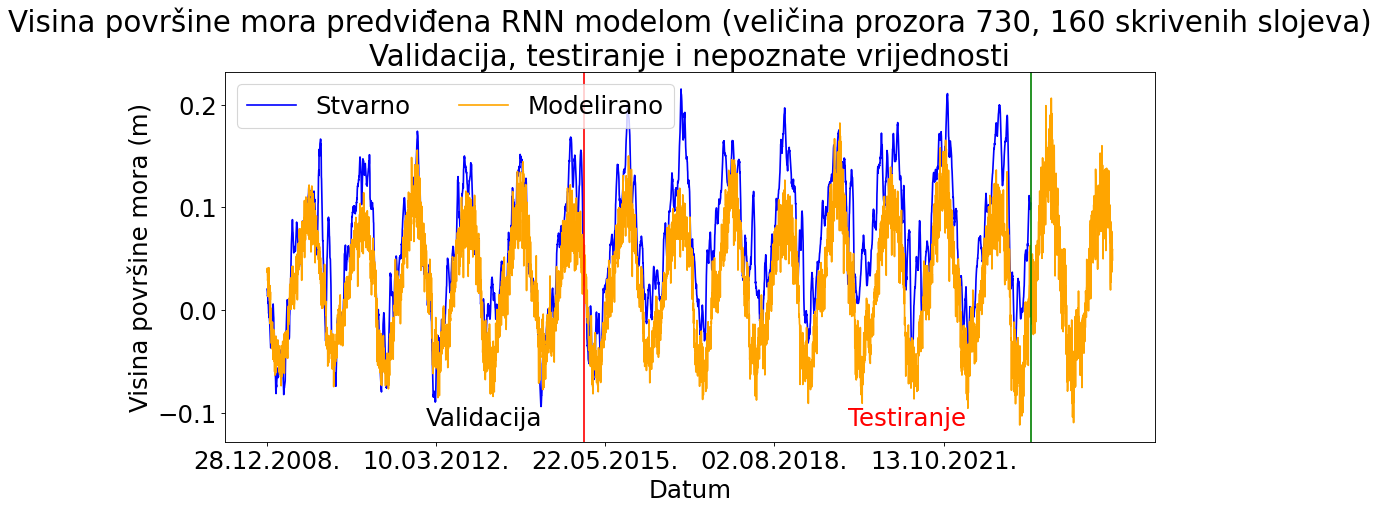 Visina površine mora predviđena RNN modelom (veličina prozora 730, 160 skrivenih slojeva)
Validacija, testiranje i nepoznate vrijednosti
Stvarno
Modelirano
Visina površine mora (m)
0.2
0.1
0.0
−0.1
Validacija
Testiranje
28.12.2008.
10.03.2012.
22.05.2015.
02.08.2018.
13.10.2021.
Datum